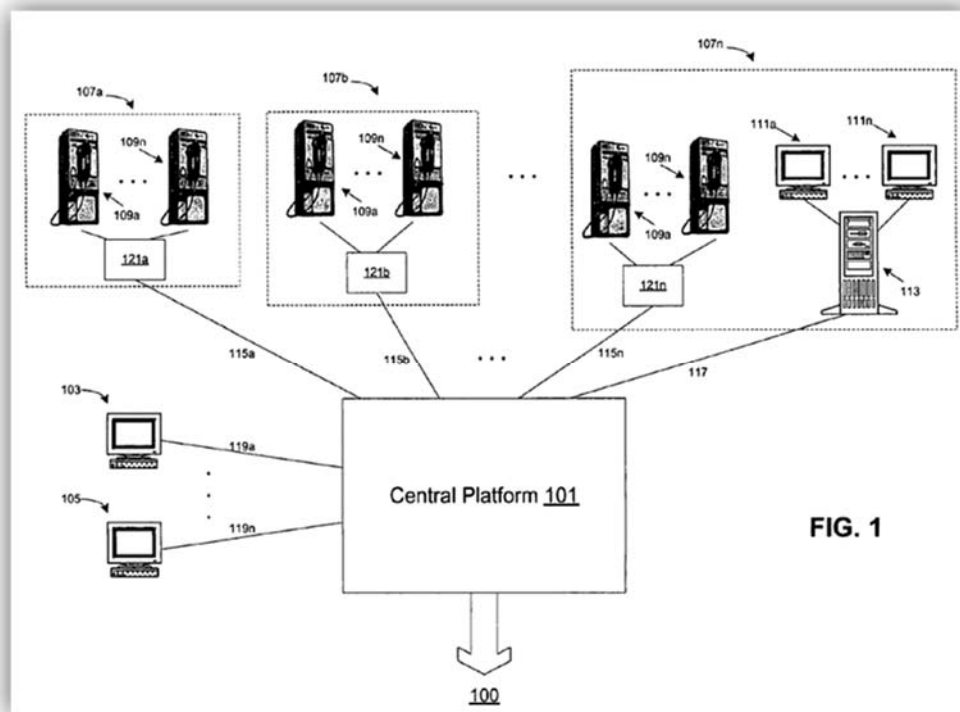 107n
107b
107a
111a 111n
109n 109n
109n
109a 109a
109a
121a 121b 121n
113
115a 115b 115n
117
103
119a
105
Central Platform 101
119n
FIG. 1
100